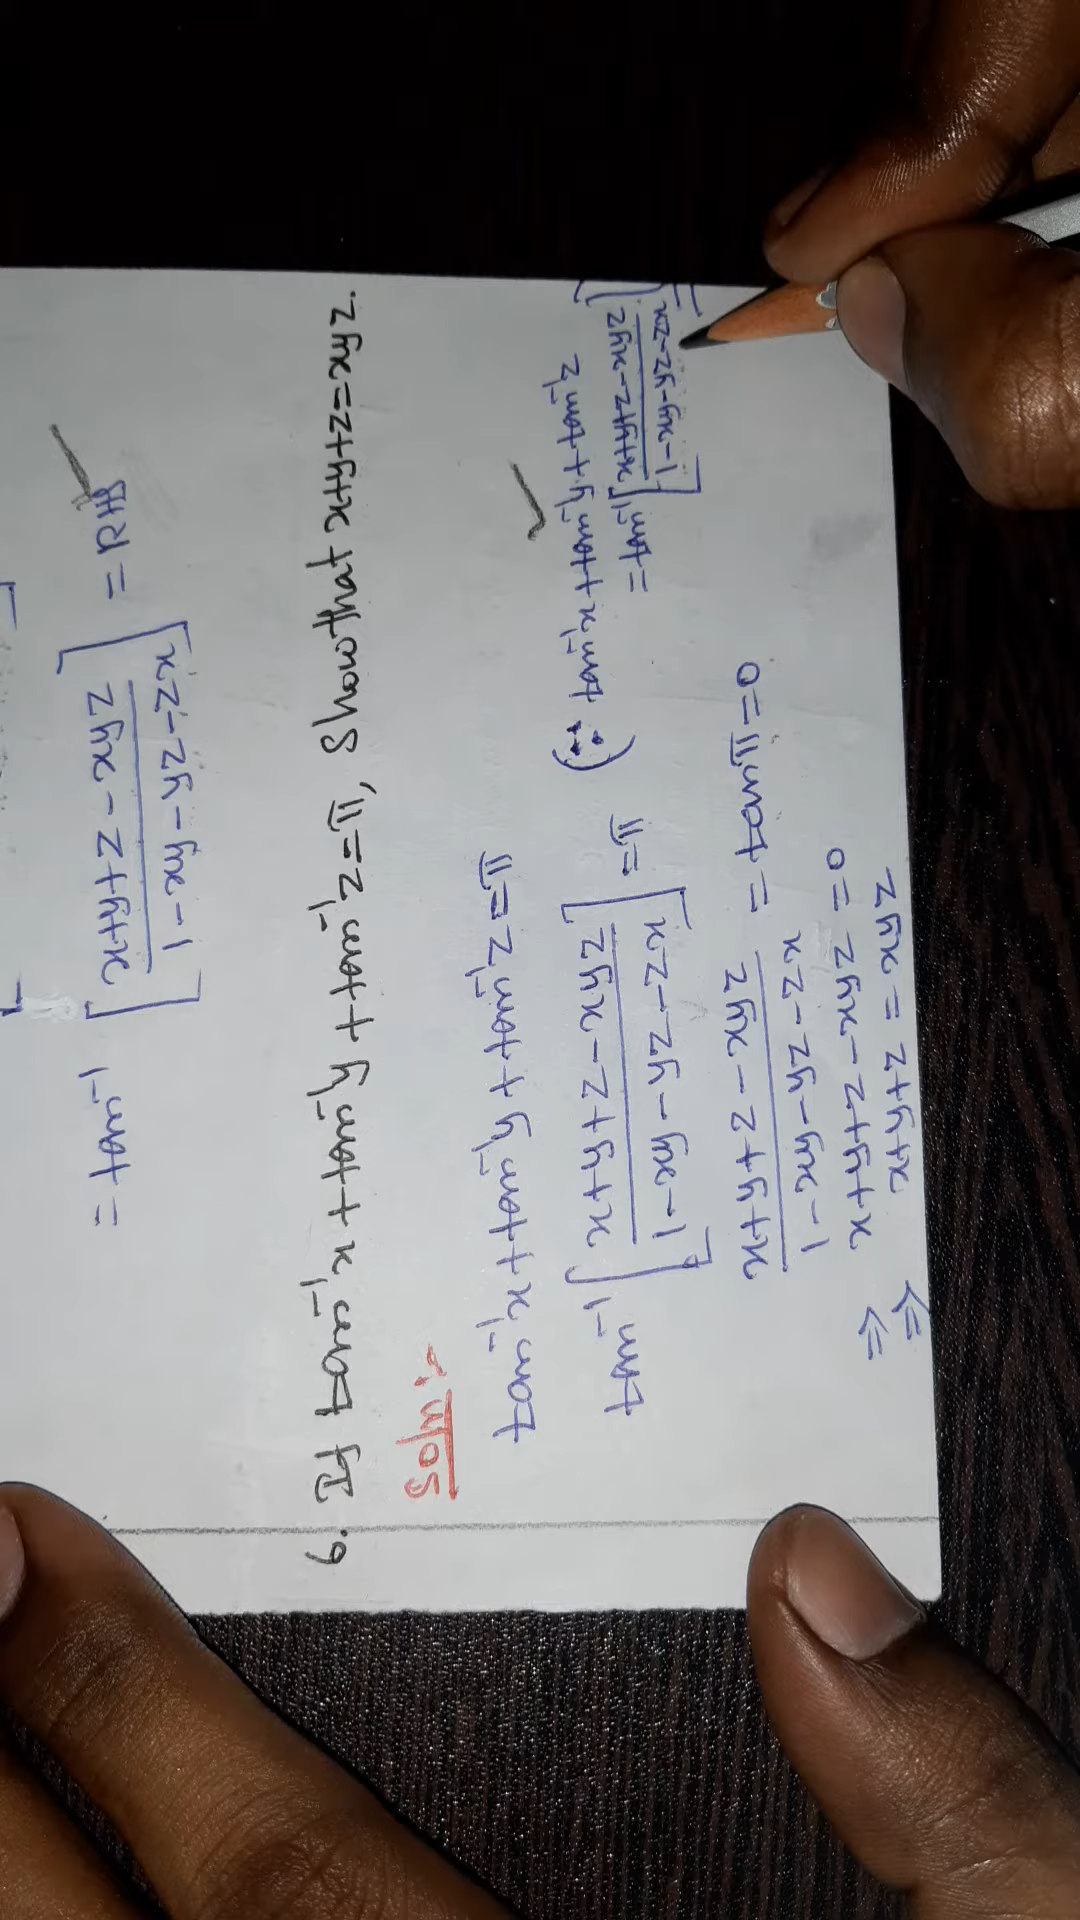 = tan⁻¹ [ (x+y+z-xyz) / (1-xy-yz-zx) ] = RHS
6. If tan⁻¹x + tan⁻¹y + tan⁻¹z = π, Show that x+y+z=xyz.
Soln:
tan⁻¹x + tan⁻¹y + tan⁻¹z = π
tan⁻¹ [ (x+y+z-xyz) / (1-xy-yz-zx) ] = π (∵ tan⁻¹x + tan⁻¹y + tan⁻¹z
= tan⁻¹ [ (x+y+z-xyz) / (1-xy-yz-zx) ]
(x+y+z-xyz) / (1-xy-yz-zx) = tan π = 0
⇒ x+y+z-xyz = 0
⇒ x+y+z = xyz